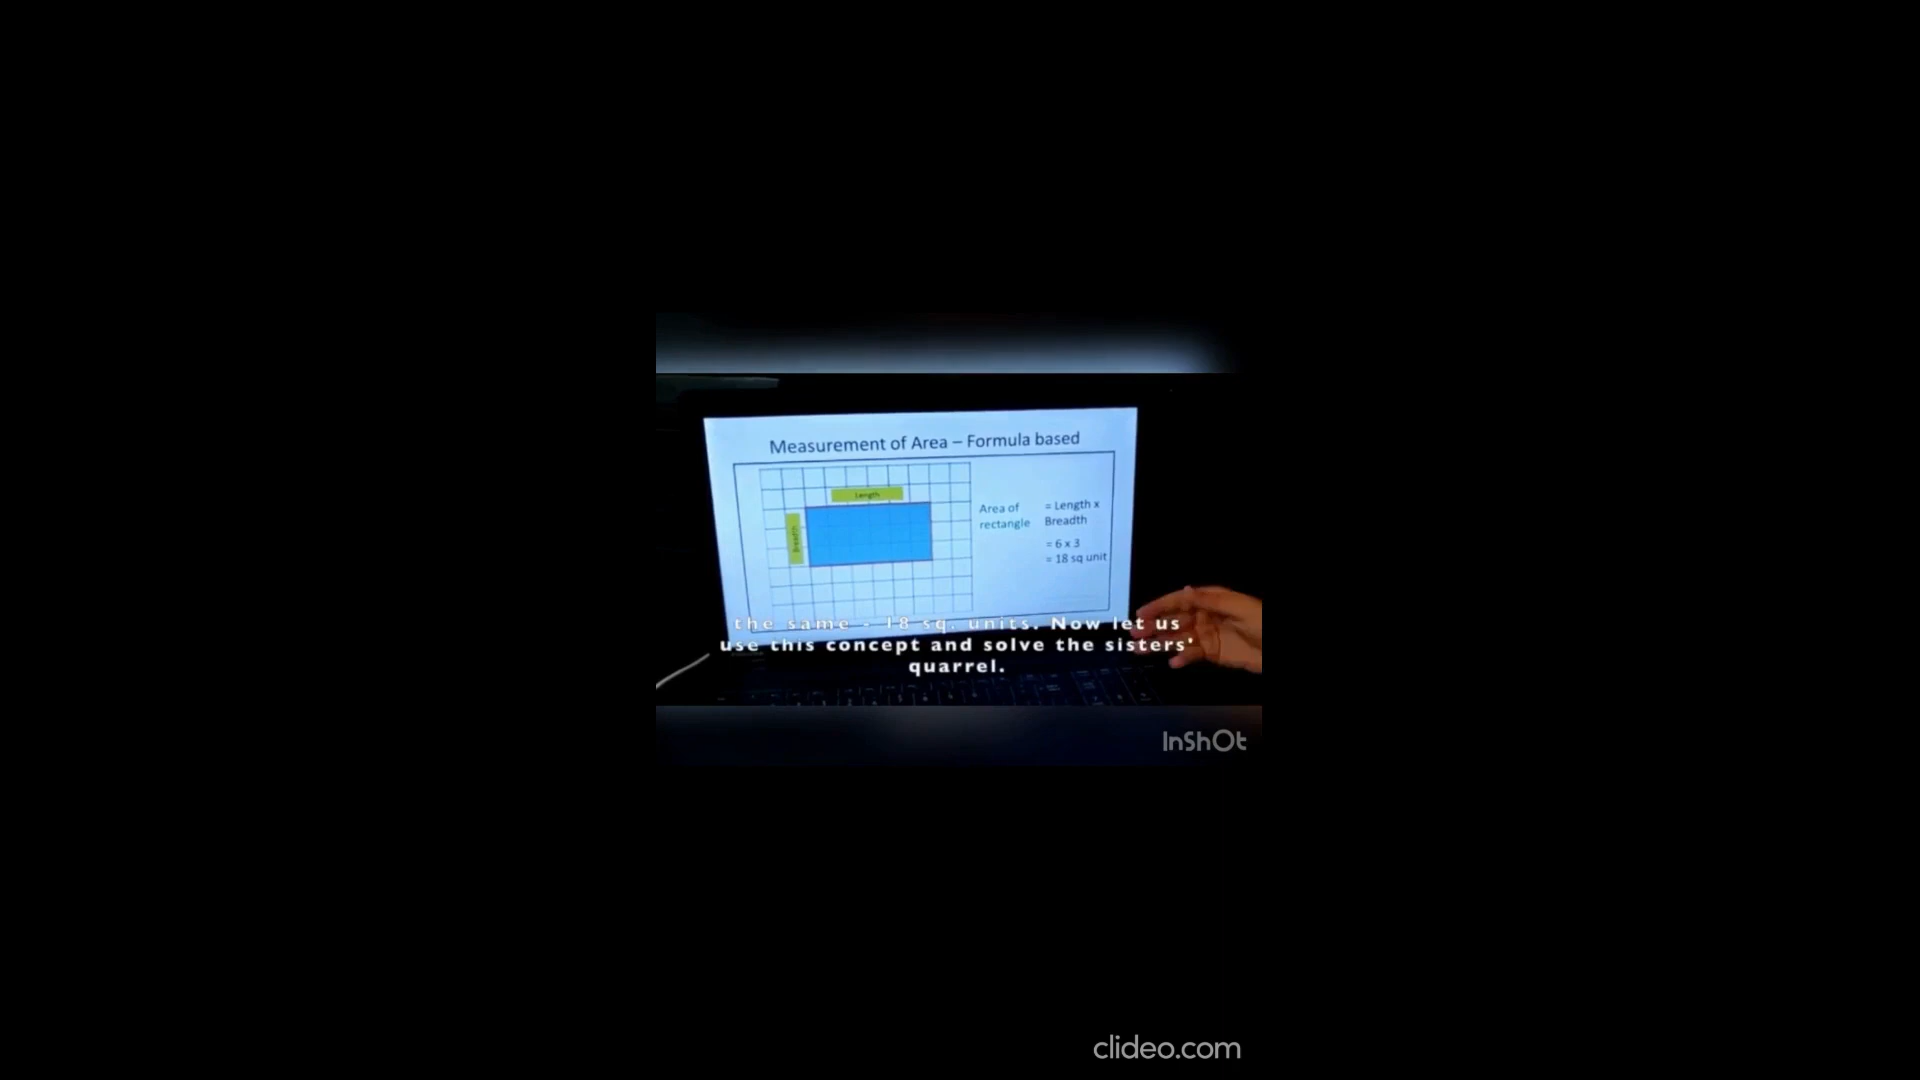 Measurement of Area – Formula based
Length
Breadth
Area of
rectangle
= Length x
Breadth
= 6 x 3
= 18 sq unit
the same - 18 sq. units. Now let us
use this concept and solve the sisters'
quarrel.
InShOt
clideo.com